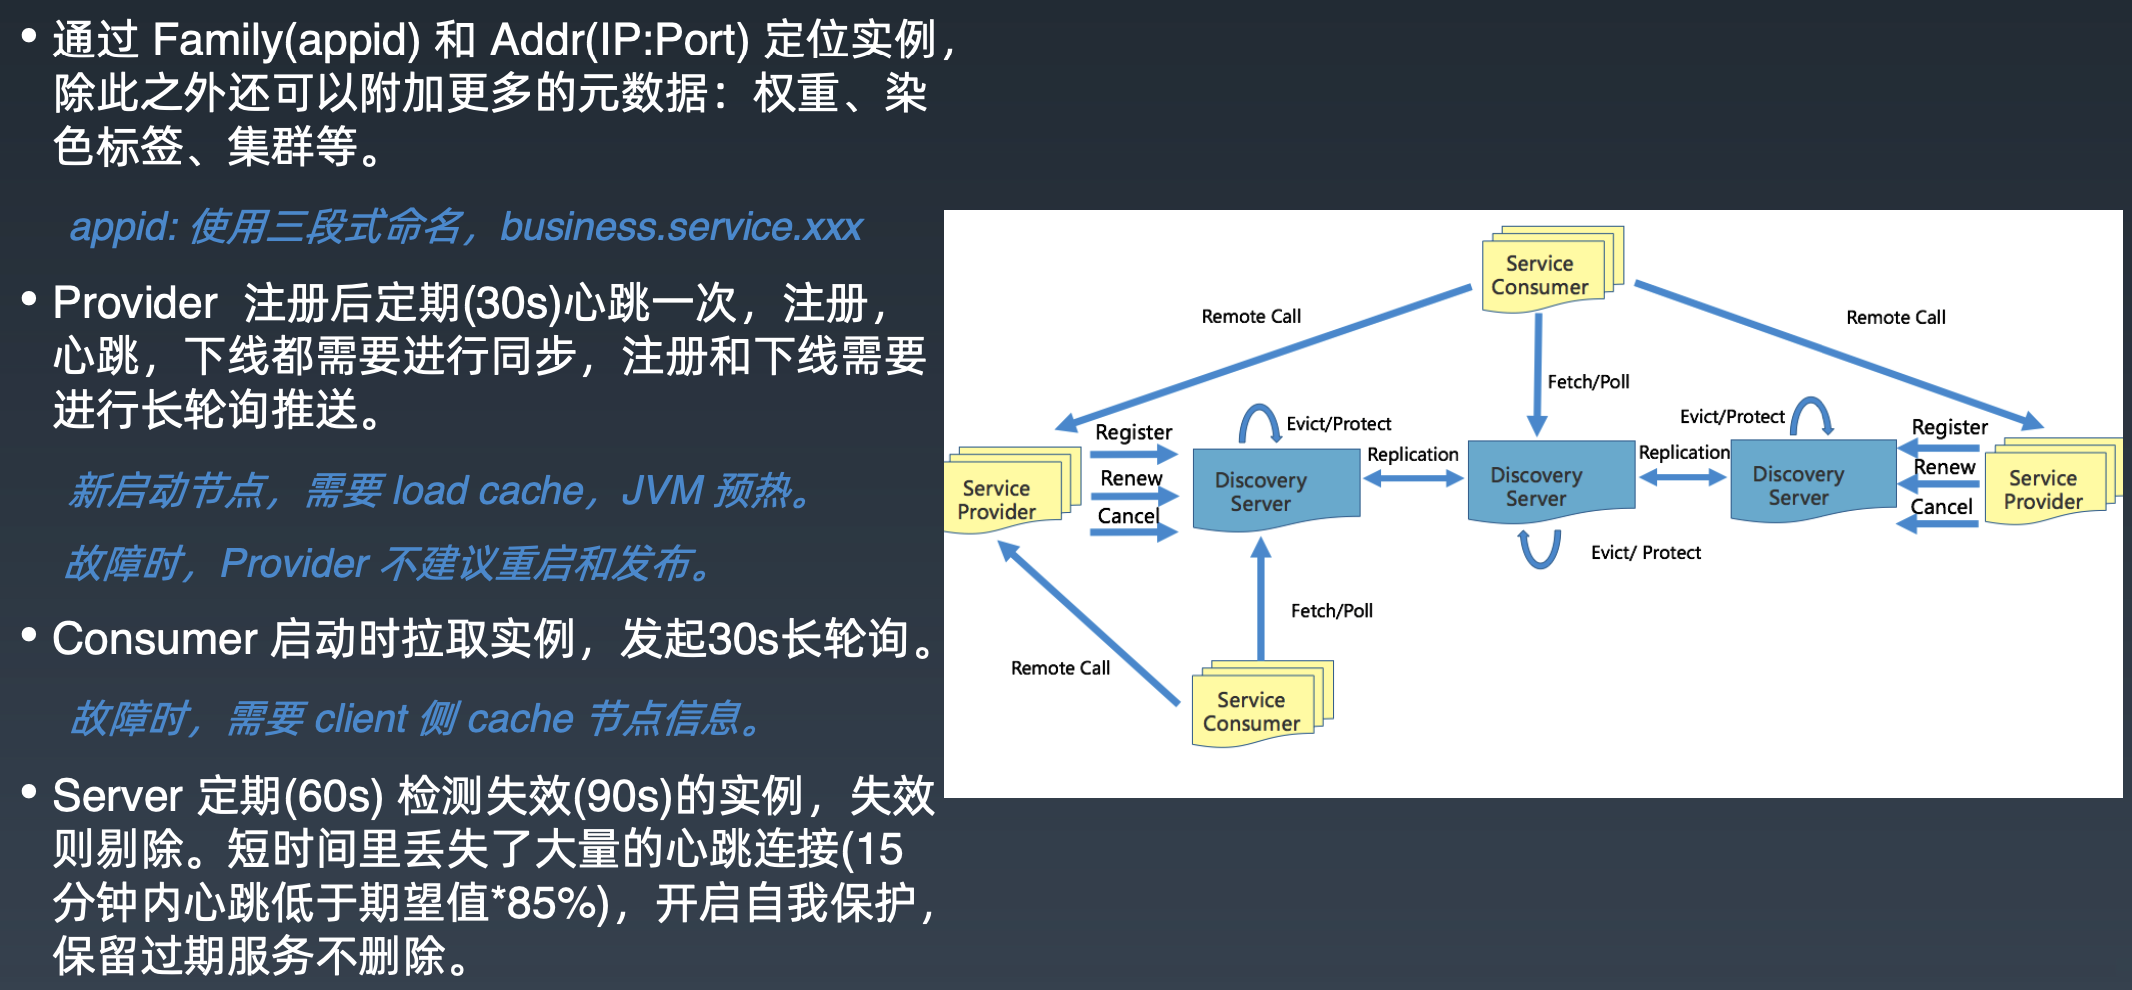 • 通过 Family(appid) 和 Addr(IP:Port) 定位实例,
除此之外还可以附加更多的元数据：权重、染
色标签、集群等。
appid: 使用三段式命名，business.service.xxx
• Provider 注册后定期(30s)心跳一次，注册，
心跳，下线都需要进行同步，注册和下线需要
进行长轮询推送。
新启动节点，需要 load cache，JVM 预热。
故障时，Provider 不建议重启和发布。
• Consumer 启动时拉取实例，发起30s长轮询。
故障时，需要 client 侧 cache 节点信息。
• Server 定期(60s) 检测失效(90s)的实例，失效
则剔除。短时间里丢失了大量的心跳连接(15
分钟内心跳低于期望值*85%)，开启自我保护，
保留过期服务不删除。
Service
Consumer
Remote Call
Remote Call
Fetch/Poll
Evict/Protect
Evict/Protect
Register
Renew
Cancel
Replication
Replication
Register
Renew
Cancel
Service
Provider
Discovery
Server
Discovery
Server
Discovery
Server
Service
Provider
Evict/ Protect
Fetch/Poll
Remote Call
Service
Consumer